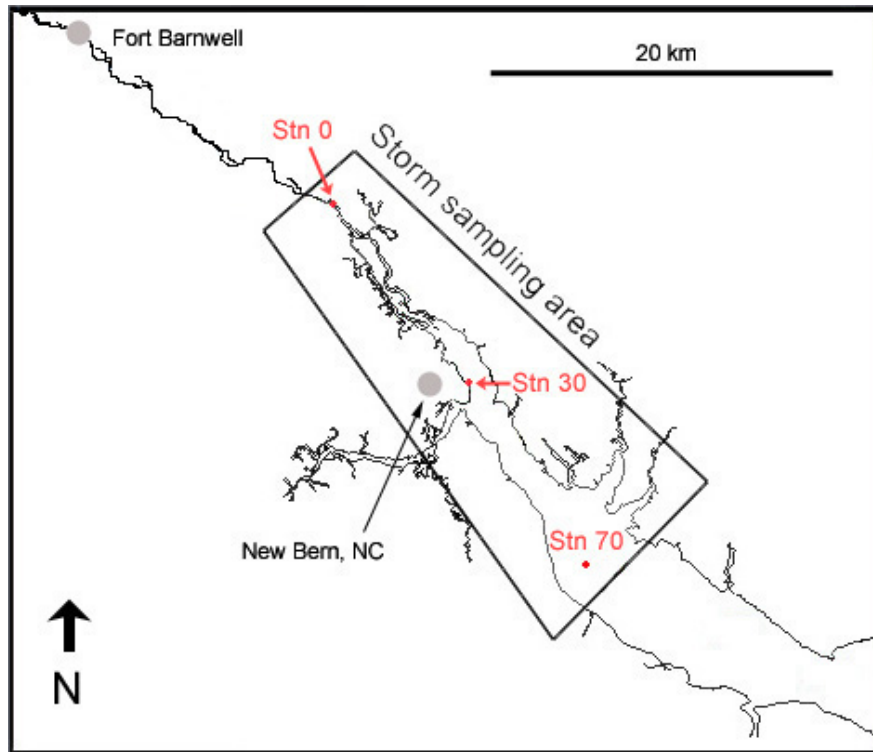 Fort Barnwell
20 km
Stn 0
Storm sampling area
Stn 30
Stn 70
New Bern, NC
N